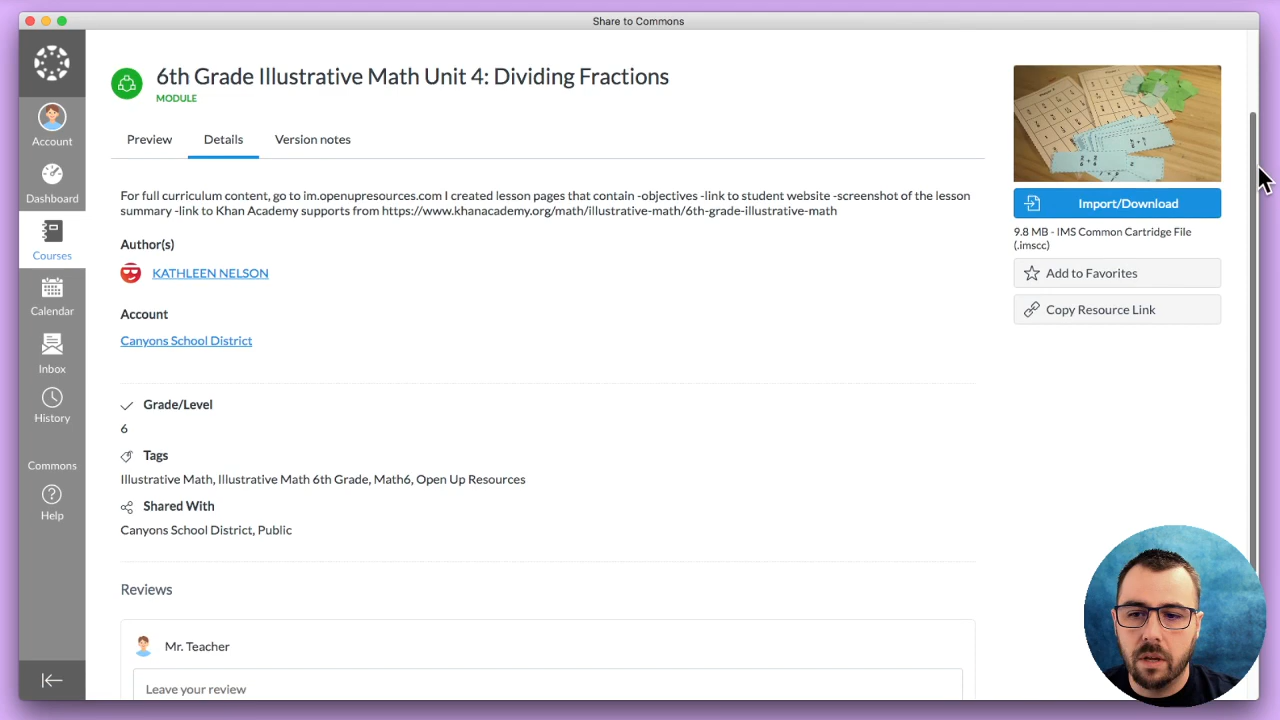 Share to Commons
6th Grade Illustrative Math Unit 4: Dividing Fractions
MODULE
Account
Dashboard
Courses
Calendar
Inbox
History
Commons
Help
Preview
Details
Version notes
For full curriculum content, go to im.openupresources.com I created lesson pages that contain -objectives -link to student website -screenshot of the lesson
summary -link to Khan Academy supports from https://www.khanacademy.org/math/illustrative-math/6th-grade-illustrative-math
Author(s)
KATHLEEN NELSON
Account
Canyons School District
Grade/Level
6
Tags
Illustrative Math, Illustrative Math 6th Grade, Math6, Open Up Resources
Shared With
Canyons School District, Public
Reviews
Mr. Teacher
Leave your review
Import/Download
9.8 MB - IMS Common Cartridge File
(.imscc)
Add to Favorites
Copy Resource Link